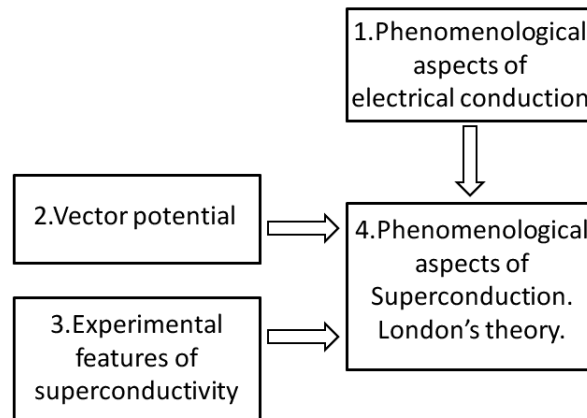 1.Phenomenological
aspects of
electrical conduction
2.Vector potential
4.Phenomenological
aspects of
Superconduction.
London's theory.
3.Experimental
features of
superconductivity